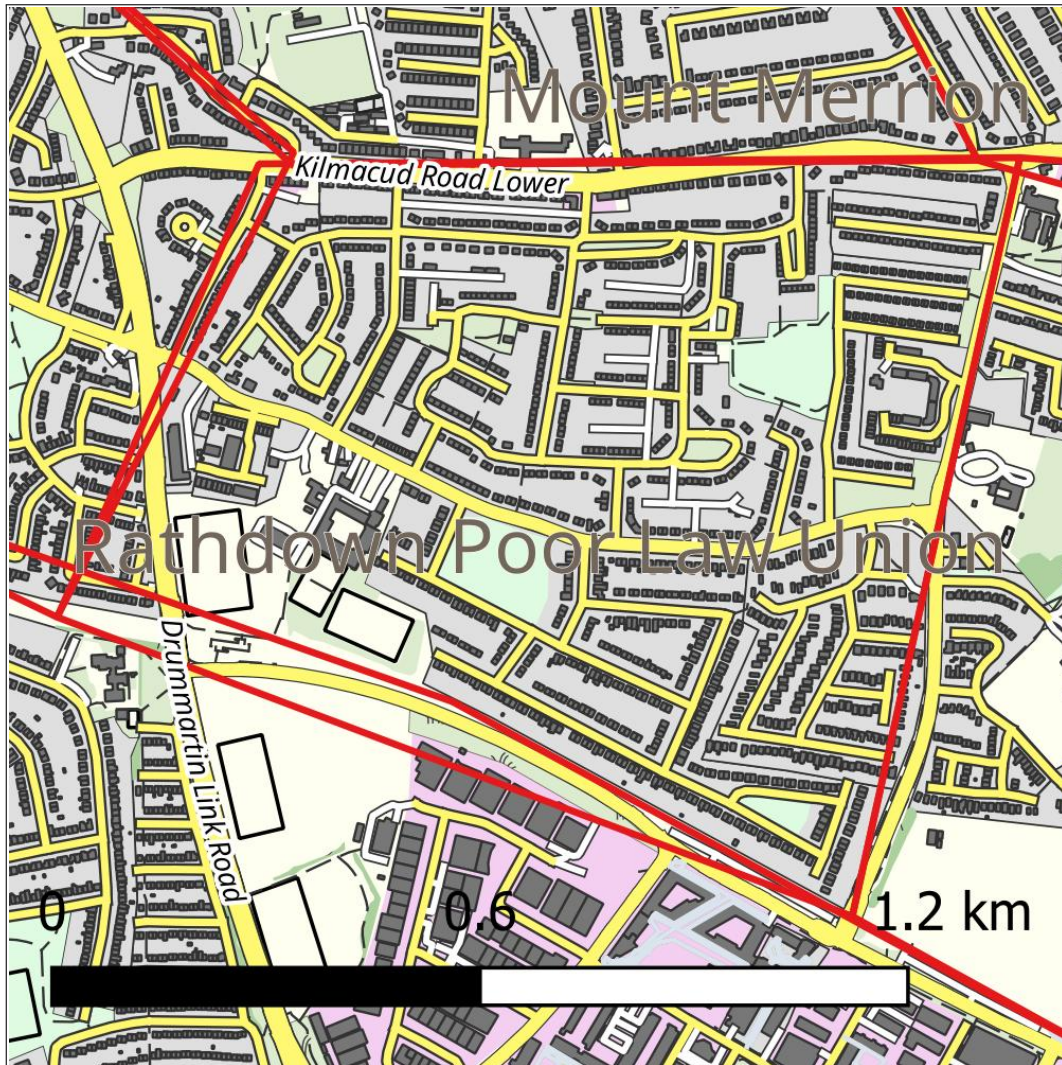 Mount Merrion
Kilmacud Road Lower
Rathdown Poor Law Union
Drummartin Link Road
0 0.6 1.2 km